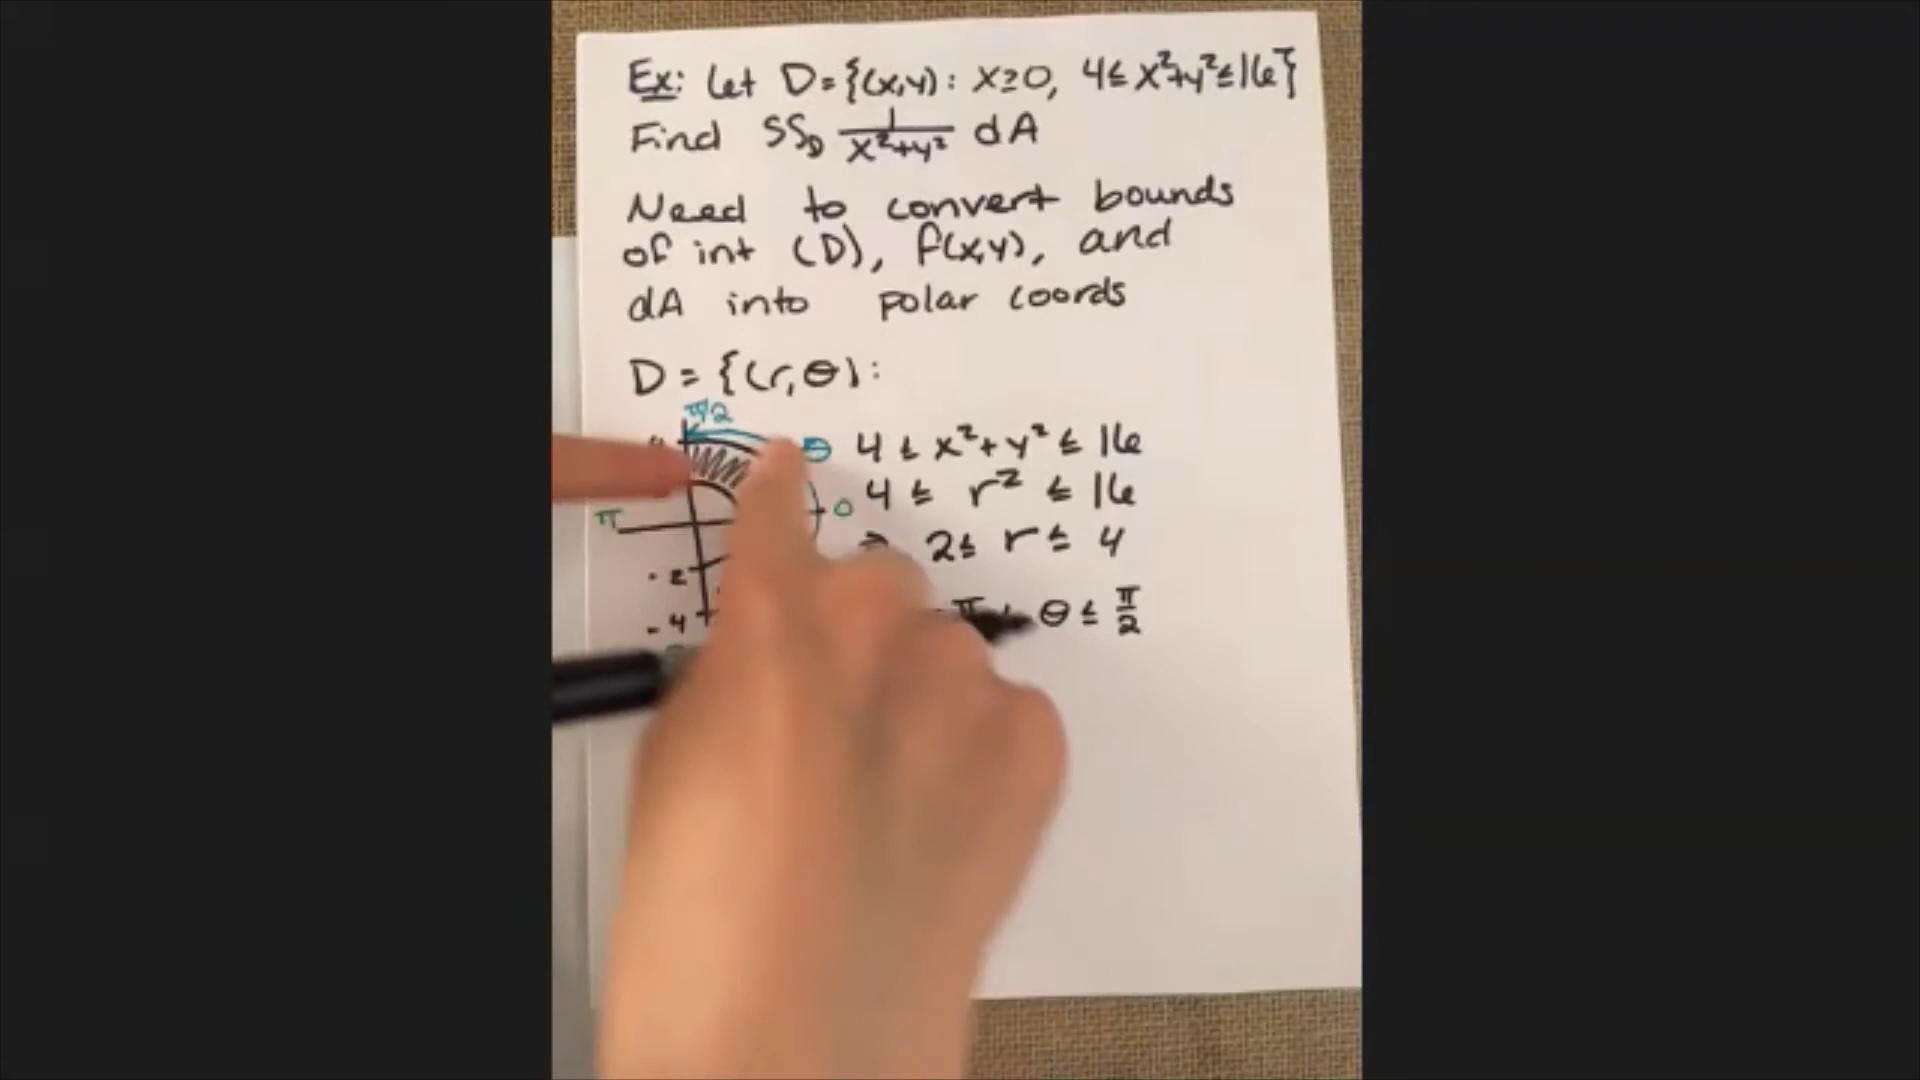 Ex: Let D={(x,y): x≥0, 4≤x²+y²≤16}
Find SS_D 1/(x²+y²) dA
Need to convert bounds
of int (D), f(x,y), and
dA into polar coords
D = {(r,θ):
π/2
θ
4 ≤ x²+y² ≤ 16
4 ≤ r² ≤ 16
π
0
2≤ r ≤ 4
-2
-4
-π θ ≤ π/2